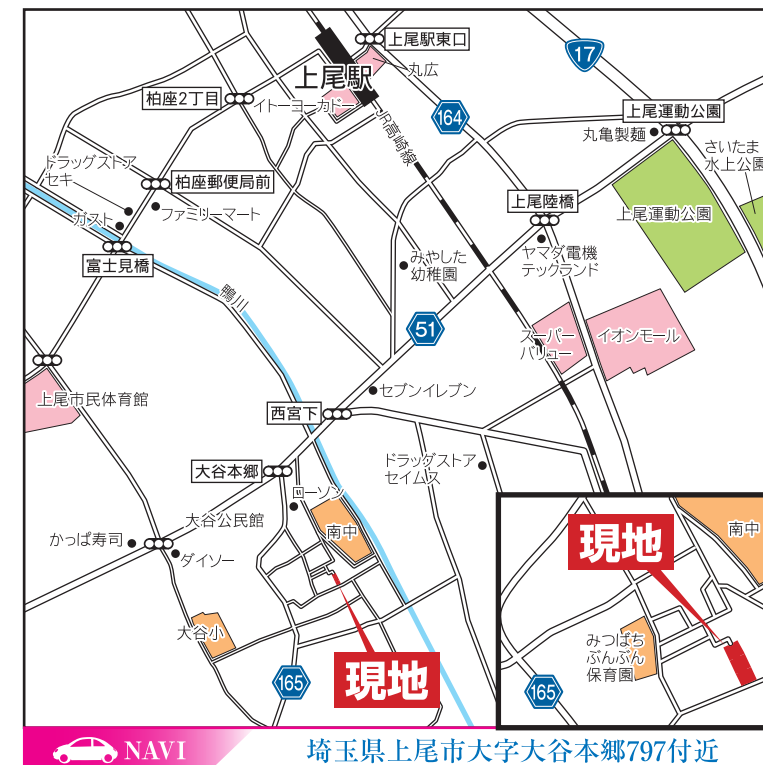 上尾駅東口
17
丸広
上尾駅
柏座2丁目
イトーヨーカドー
164
上尾運動公園
丸亀製麺
JR高崎線
さいたま
水上公園
ドラッグストア
セキ
柏座郵便局前
上尾陸橋
上尾運動公園
ガスト
ファミリーマート
ヤマダ電機
テックランド
みやした
幼稚園
富士見橋
鴨川
51
スーパー
バリュー
イオンモール
上尾市民体育館
セブンイレブン
西宮下
大谷本郷
ドラッグストア
セイムス
ローソン
大谷公民館
南中
かっぱ寿司
ダイソー
大谷小
現地
165
現地
南中
みつばち
ぶんぶん
保育園
165
NAVI
埼玉県上尾市大字大谷本郷797付近